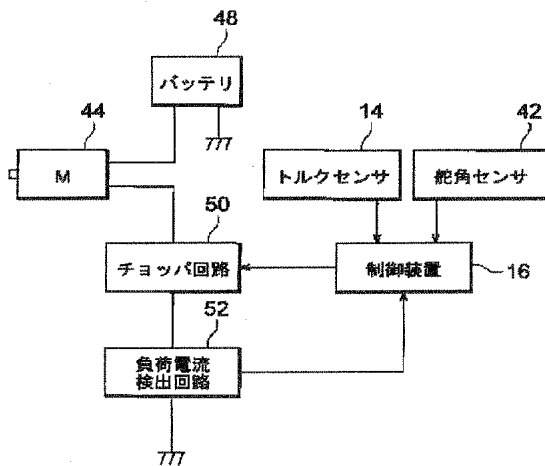 48
バッテリ
44
M
14
トルクセンサ
42
舵角センサ
50
チョッパ回路
制御装置
16
52
負荷電流
検出回路